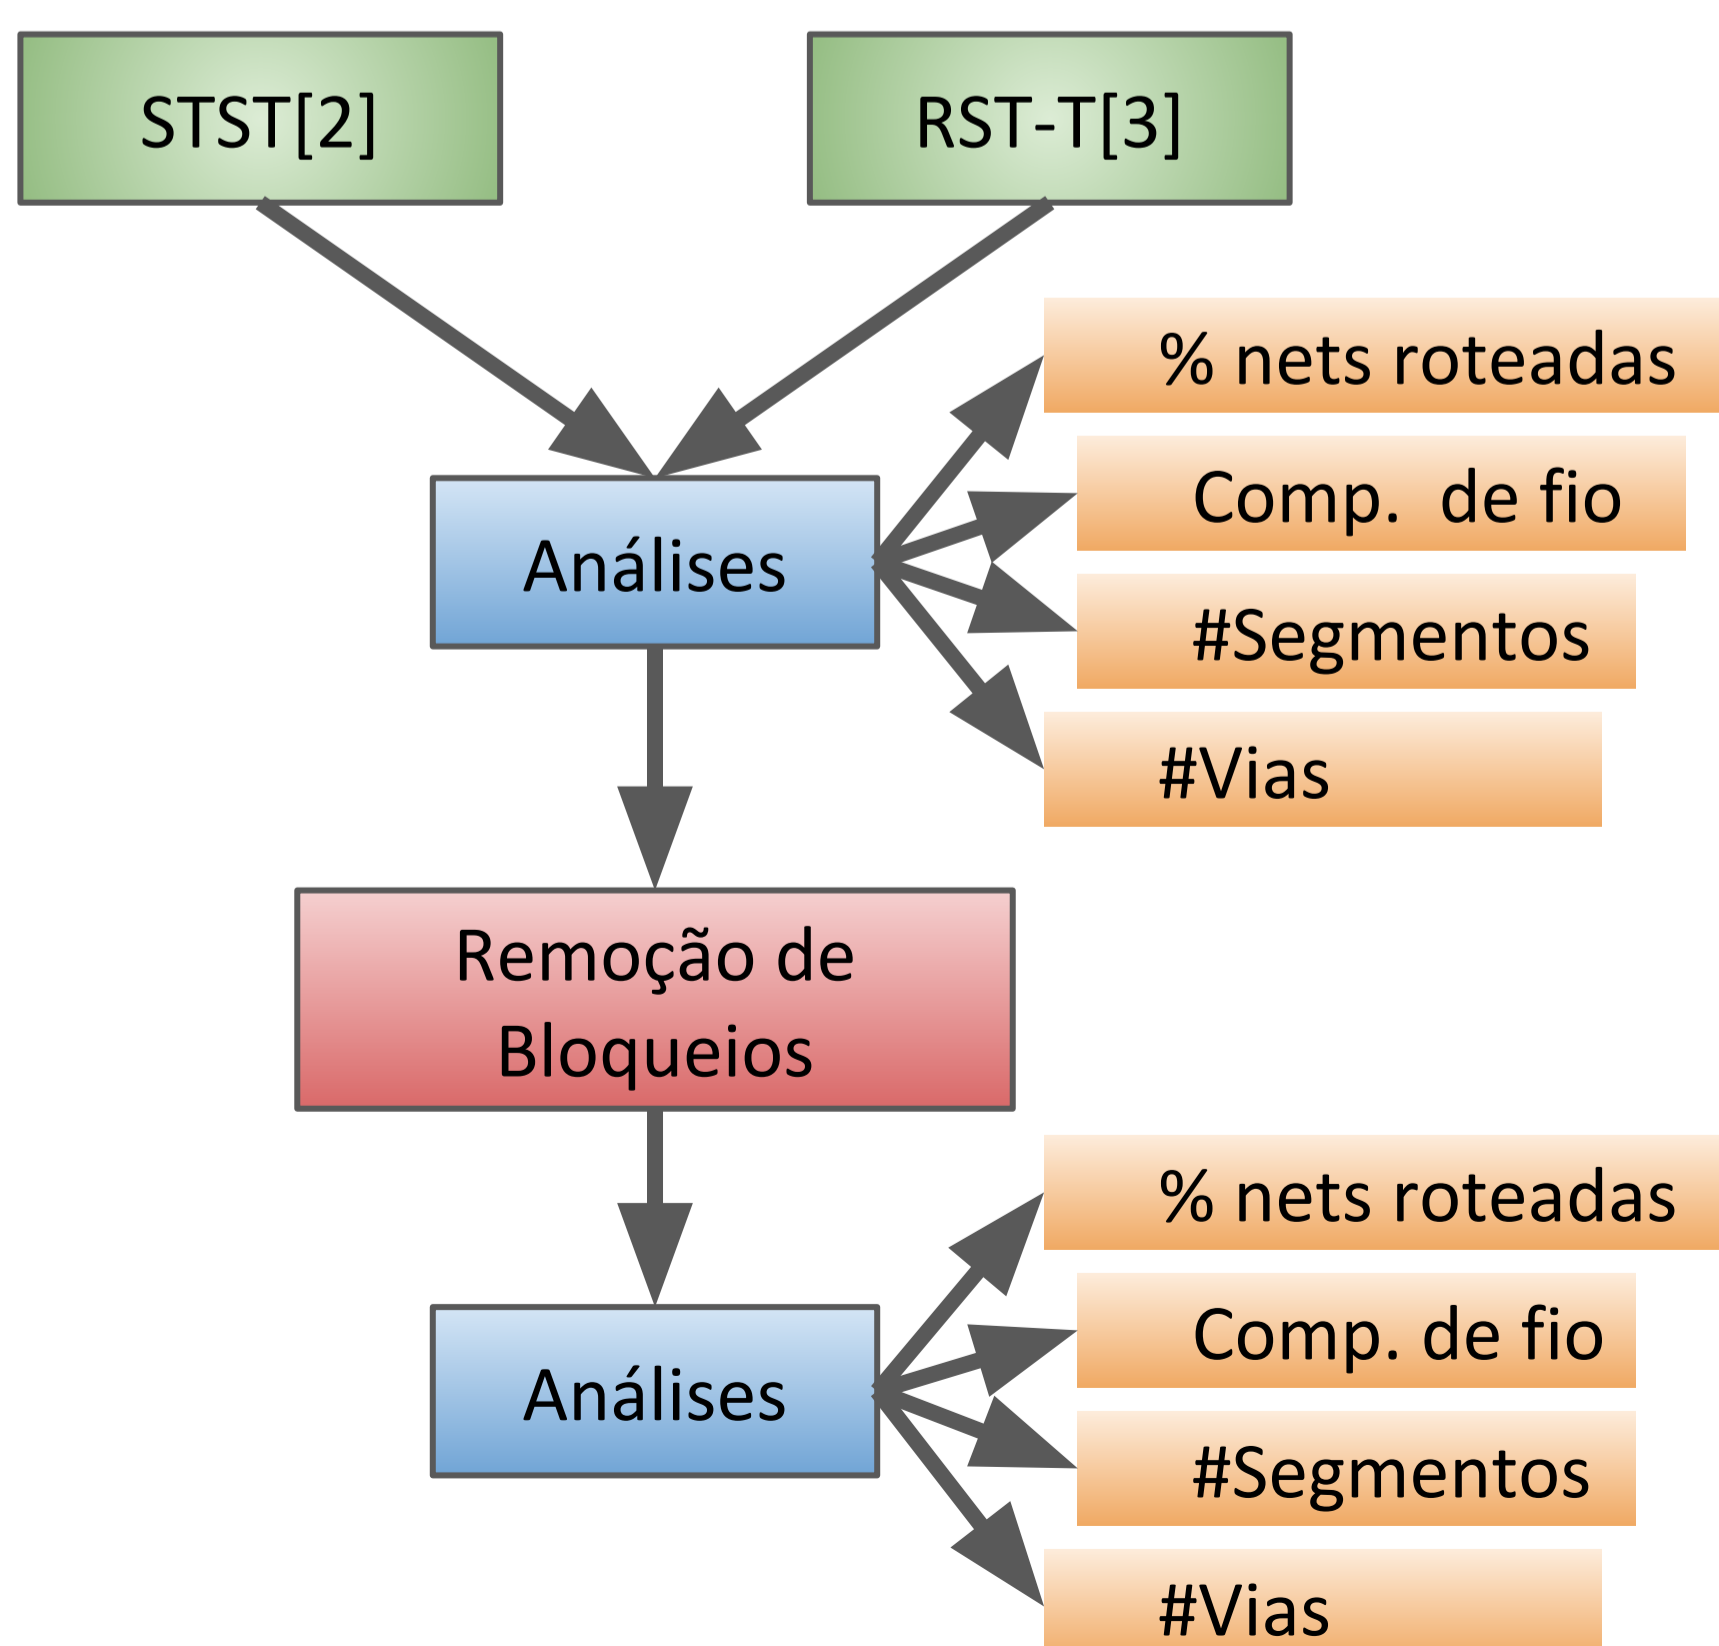 STST[2]
RST-T[3]
Análises
% nets roteadas
Comp. de fio
#Segmentos
#Vias
Remoção de
Bloqueios
Análises
% nets roteadas
Comp. de fio
#Segmentos
#Vias